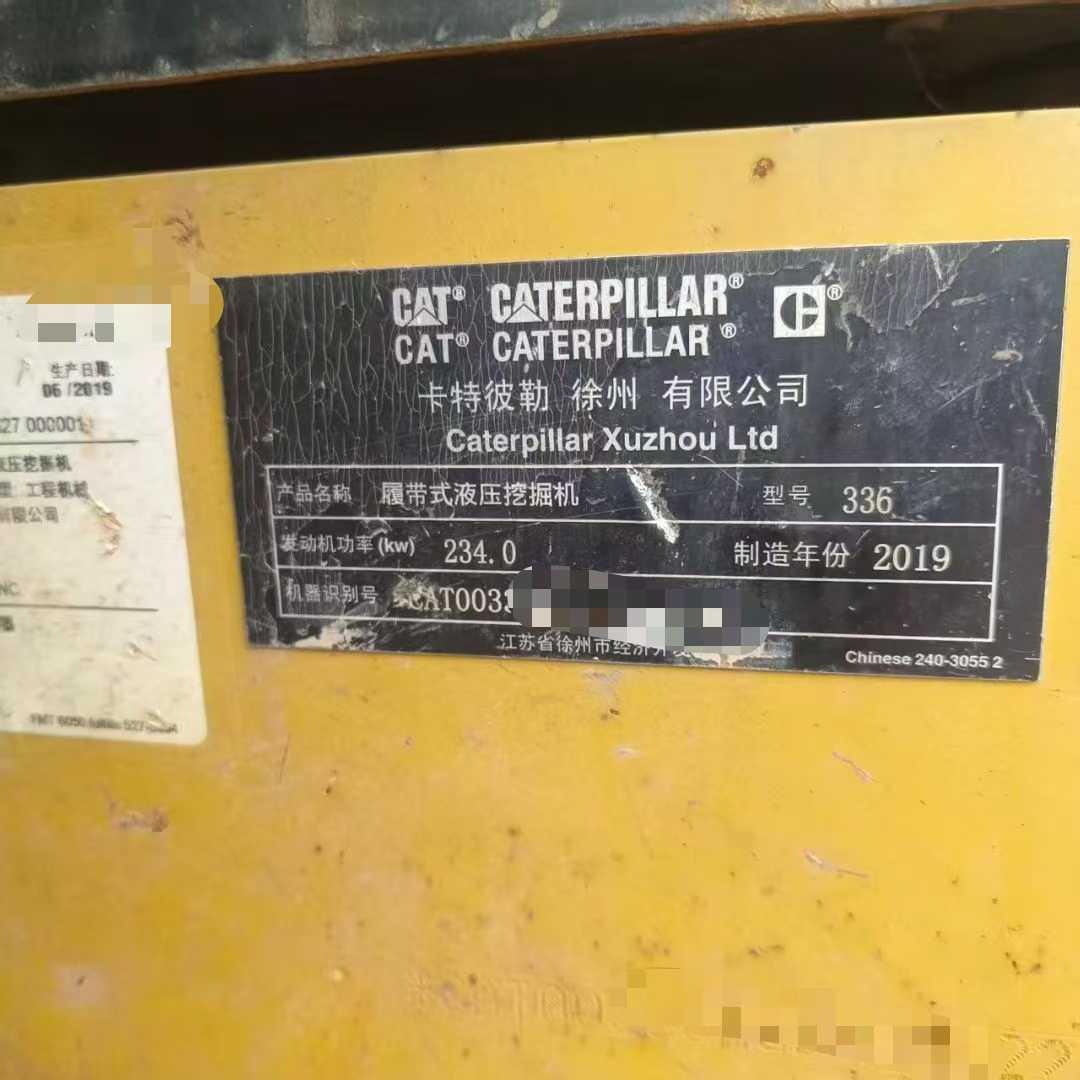 CAT® CATERPILLAR®
CAT® CATERPILLAR®
卡特彼勒 徐州 有限公司
Caterpillar Xuzhou Ltd
产品名称 履带式液压挖掘机 型号 336
发动机功率(kw) 234.0 制造年份 2019
机器识别号 CAT003
江苏省徐州市经济开
Chinese 240-3055 2
生产日期:
06 /2019
27 000001
压挖掘机
工程机械
有限公司
NC